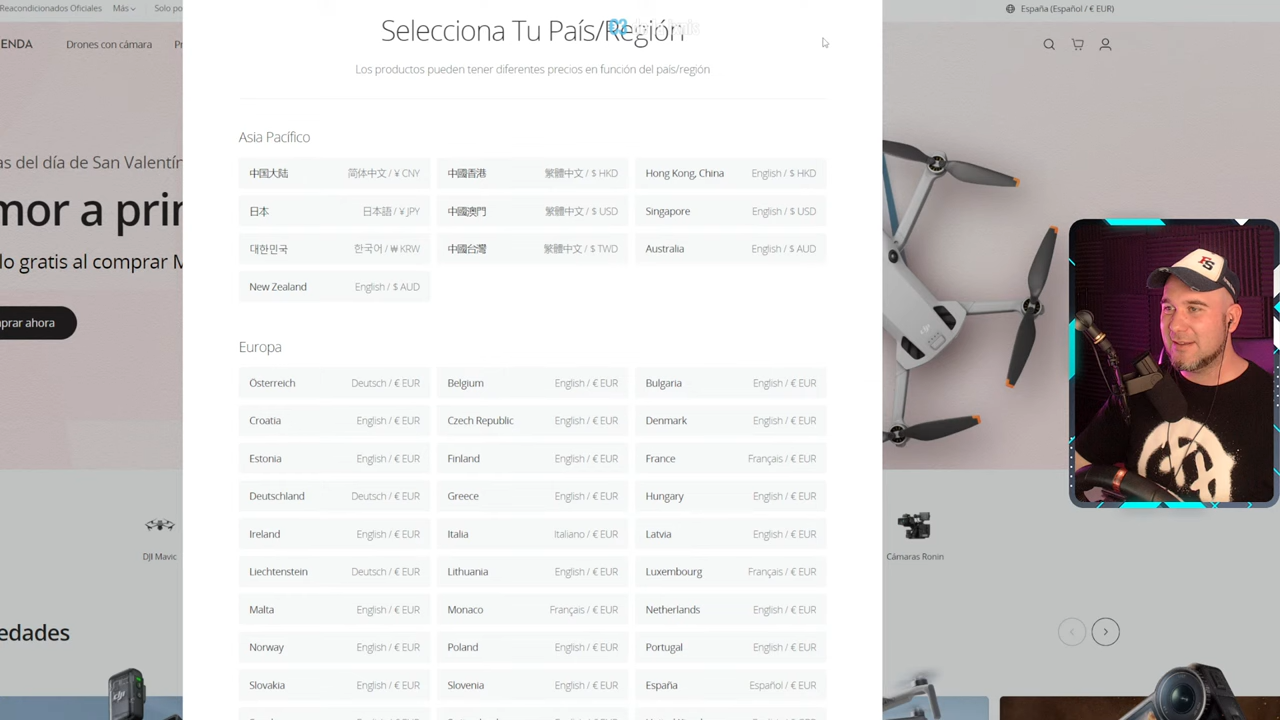 Reacondicionados Oficiales Más Solo po
España (Español / € EUR)
ENDA Drones con cámara Pr
Selecciona Tu País/Región
Los productos pueden tener diferentes precios en función del país/región
as del día de San Valentín
mor a prim
lo gratis al comprar M
prar ahora
Asia Pacífico
中国大陆 简体中文 / ¥ CNY
中國香港 繁體中文 / $ HKD
Hong Kong, China English / $ HKD
日本 日本語 / ¥ JPY
中國澳門 繁體中文 / $ USD
Singapore English / $ USD
대한민국 한국어 / ₩ KRW
中國台灣 繁體中文 / $ TWD
Australia English / $ AUD
New Zealand English / $ AUD
Europa
Österreich Deutsch / € EUR
Belgium English / € EUR
Bulgaria English / € EUR
Croatia English / € EUR
Czech Republic English / € EUR
Denmark English / € EUR
Estonia English / € EUR
Finland English / € EUR
France Français / € EUR
Deutschland Deutsch / € EUR
Greece English / € EUR
Hungary English / € EUR
Ireland English / € EUR
Italia Italiano / € EUR
Latvia English / € EUR
Liechtenstein Deutsch / € EUR
Lithuania English / € EUR
Luxembourg Français / € EUR
Malta English / € EUR
Monaco Français / € EUR
Netherlands English / € EUR
Norway English / € EUR
Poland English / € EUR
Portugal English / € EUR
Slovakia English / € EUR
Slovenia English / € EUR
España Español / € EUR
DJI Mavic
Cámaras Ronin
edades